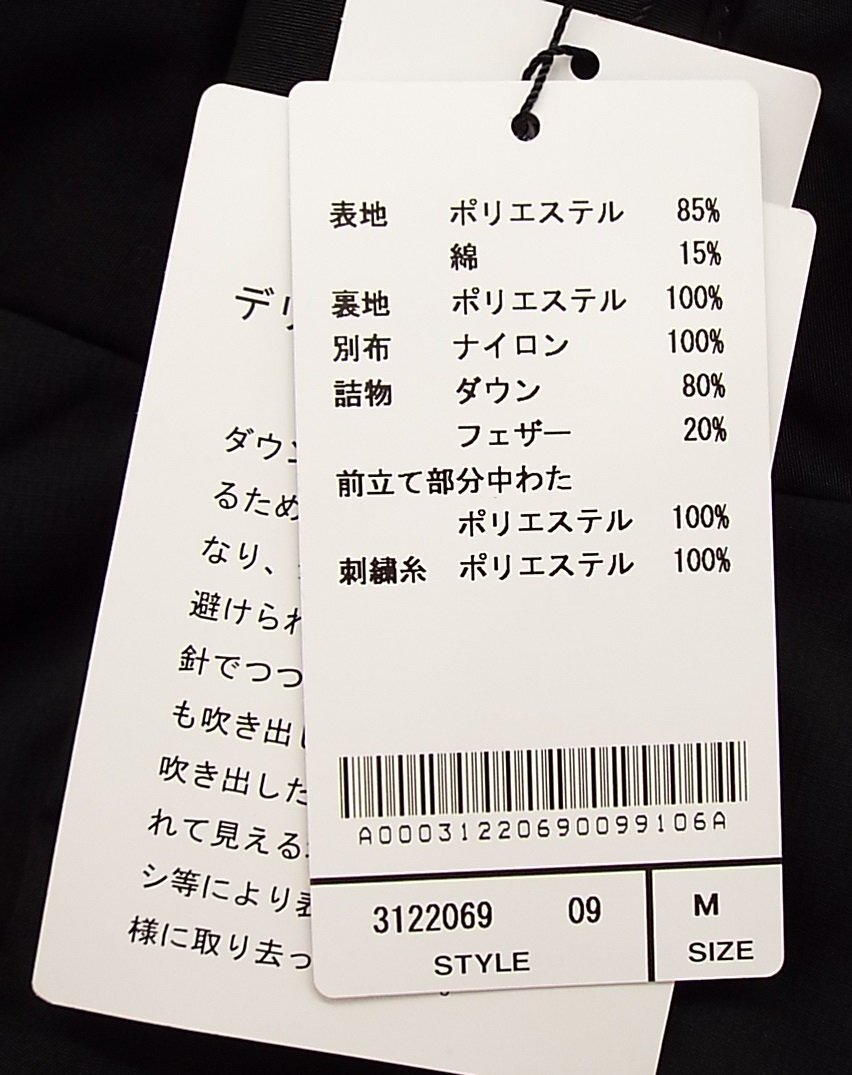 表地 ポリエステル 85%
綿 15%
裏地 ポリエステル 100%
別布 ナイロン 100%
詰物 ダウン 80%
フェザー 20%
前立て部分中わた
ポリエステル 100%
刺繍糸 ポリエステル 100%
A00031220690099106A
3122069 09 M
STYLE SIZE
デリ
ダウン
るため
なり、
避けられ
針でつつ
も吹き出し
吹き出した
れて見える
シ等により表
様に取り去っ